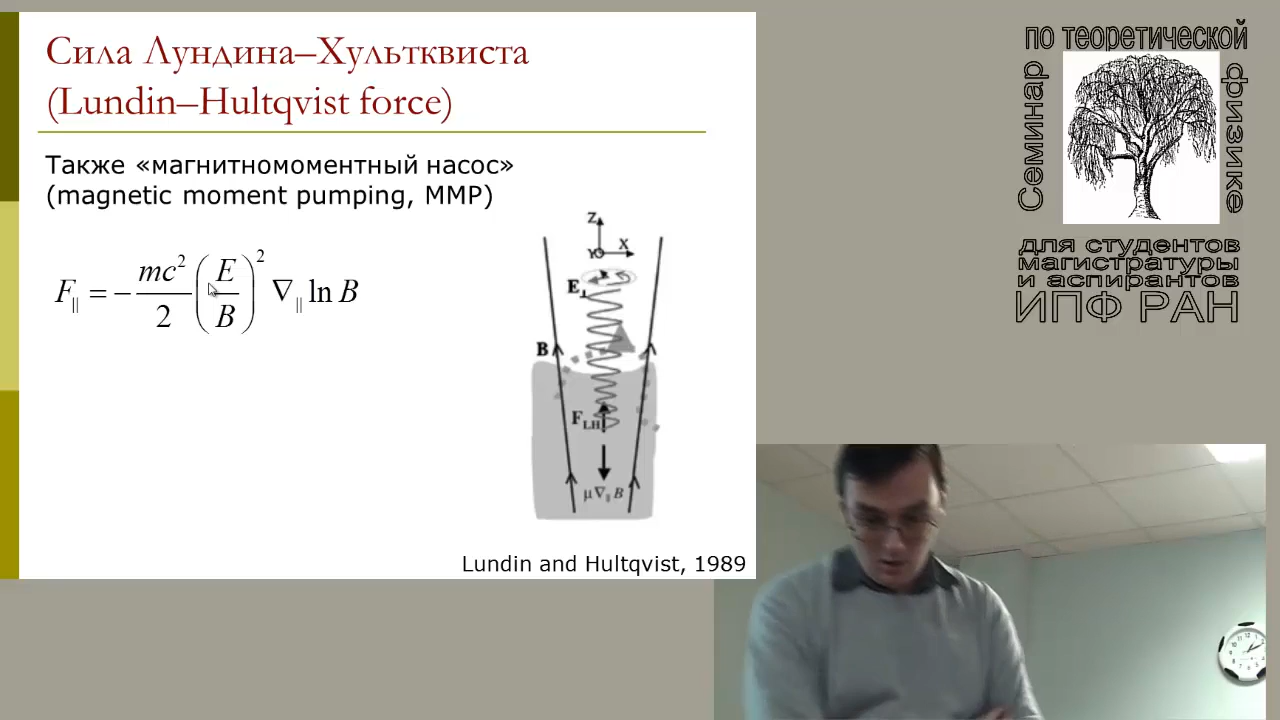 Сила Лундина–Хультквиста
(Lundin–Hultqvist force)
Также «магнитномоментный насос»
(magnetic moment pumping, MMP)
F|| = − mc²/2 (E/B)² ∇|| ln B
Z
X
Y
E⊥
B
F_LH
μ∇||B
Lundin and Hultqvist, 1989
Семинар
по теоретической
физике
для студентов
магистратуры
и аспирантов
ИПФ РАН